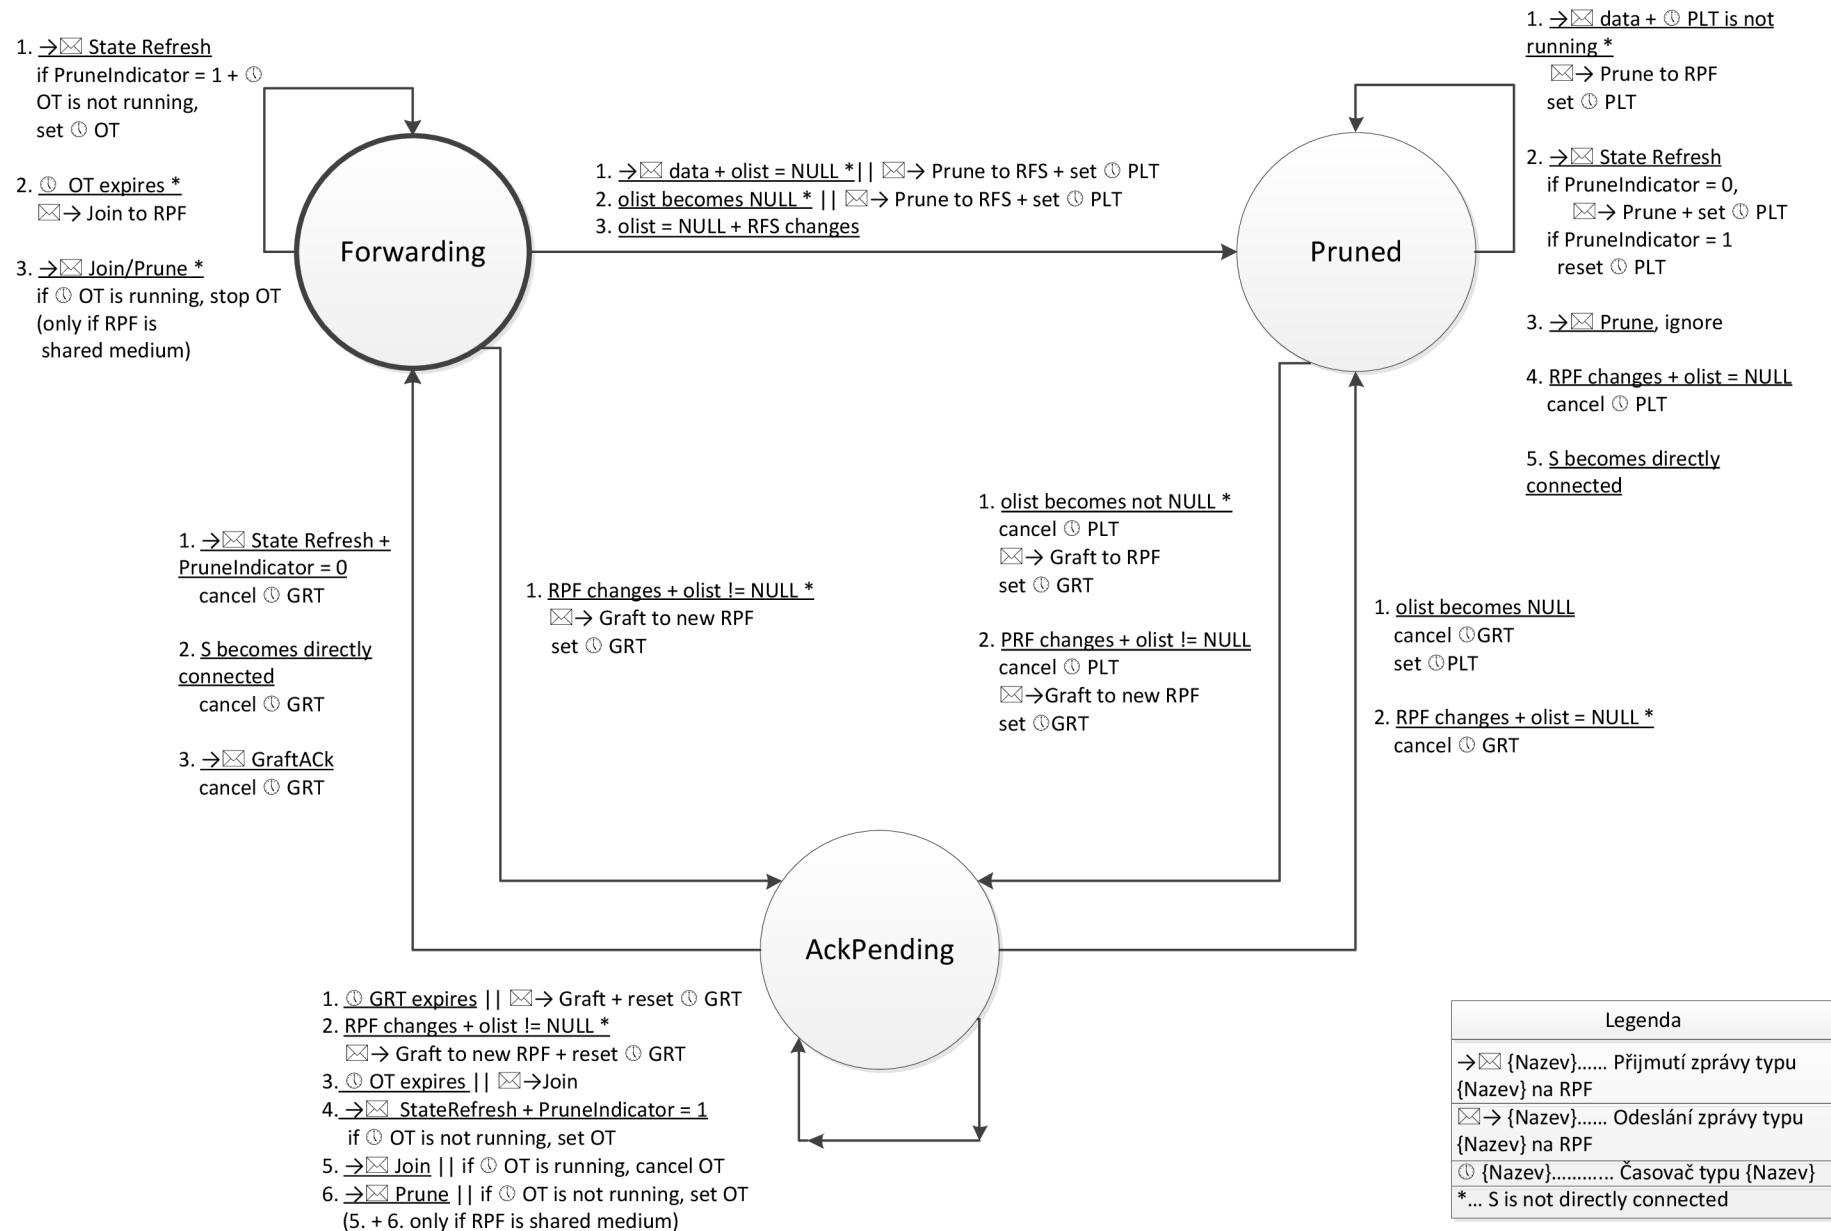 1. →✉ State Refresh
if PruneIndicator = 1 + 🕓
OT is not running,
set 🕓 OT
2. 🕓 OT expires *
✉→ Join to RPF
3. →✉ Join/Prune *
if 🕓 OT is running, stop OT
(only if RPF is
shared medium)
Forwarding
1. →✉ data + olist = NULL *|| ✉→ Prune to RFS + set 🕓 PLT
2. olist becomes NULL * || ✉→ Prune to RFS + set 🕓 PLT
3. olist = NULL + RFS changes
Pruned
1. →✉ data + 🕓 PLT is not
running *
✉→ Prune to RPF
set 🕓 PLT
2. →✉ State Refresh
if PruneIndicator = 0,
✉→ Prune + set 🕓 PLT
if PruneIndicator = 1
reset 🕓 PLT
3. →✉ Prune, ignore
4. RPF changes + olist = NULL
cancel 🕓 PLT
5. S becomes directly
connected
1. →✉ State Refresh +
PruneIndicator = 0
cancel 🕓 GRT
2. S becomes directly
connected
cancel 🕓 GRT
3. →✉ GraftACk
cancel 🕓 GRT
1. RPF changes + olist != NULL *
✉→ Graft to new RPF
set 🕓 GRT
1. olist becomes not NULL *
cancel 🕓 PLT
✉→ Graft to RPF
set 🕓 GRT
2. PRF changes + olist != NULL
cancel 🕓 PLT
✉→Graft to new RPF
set 🕓GRT
1. olist becomes NULL
cancel 🕓GRT
set 🕓PLT
2. RPF changes + olist = NULL *
cancel 🕓 GRT
AckPending
1. 🕓 GRT expires || ✉→ Graft + reset 🕓 GRT
2. RPF changes + olist != NULL *
✉→ Graft to new RPF + reset 🕓 GRT
3. 🕓 OT expires || ✉→Join
4. →✉ StateRefresh + PruneIndicator = 1
if 🕓 OT is not running, set OT
5. →✉ Join || if 🕓 OT is running, cancel OT
6. →✉ Prune || if 🕓 OT is not running, set OT
(5. + 6. only if RPF is shared medium)
Legenda
→✉ {Nazev}...... Přijmutí zprávy typu
{Nazev} na RPF
✉→ {Nazev}...... Odeslání zprávy typu
{Nazev} na RPF
🕓 {Nazev}........... Časovač typu {Nazev}
*... S is not directly connected